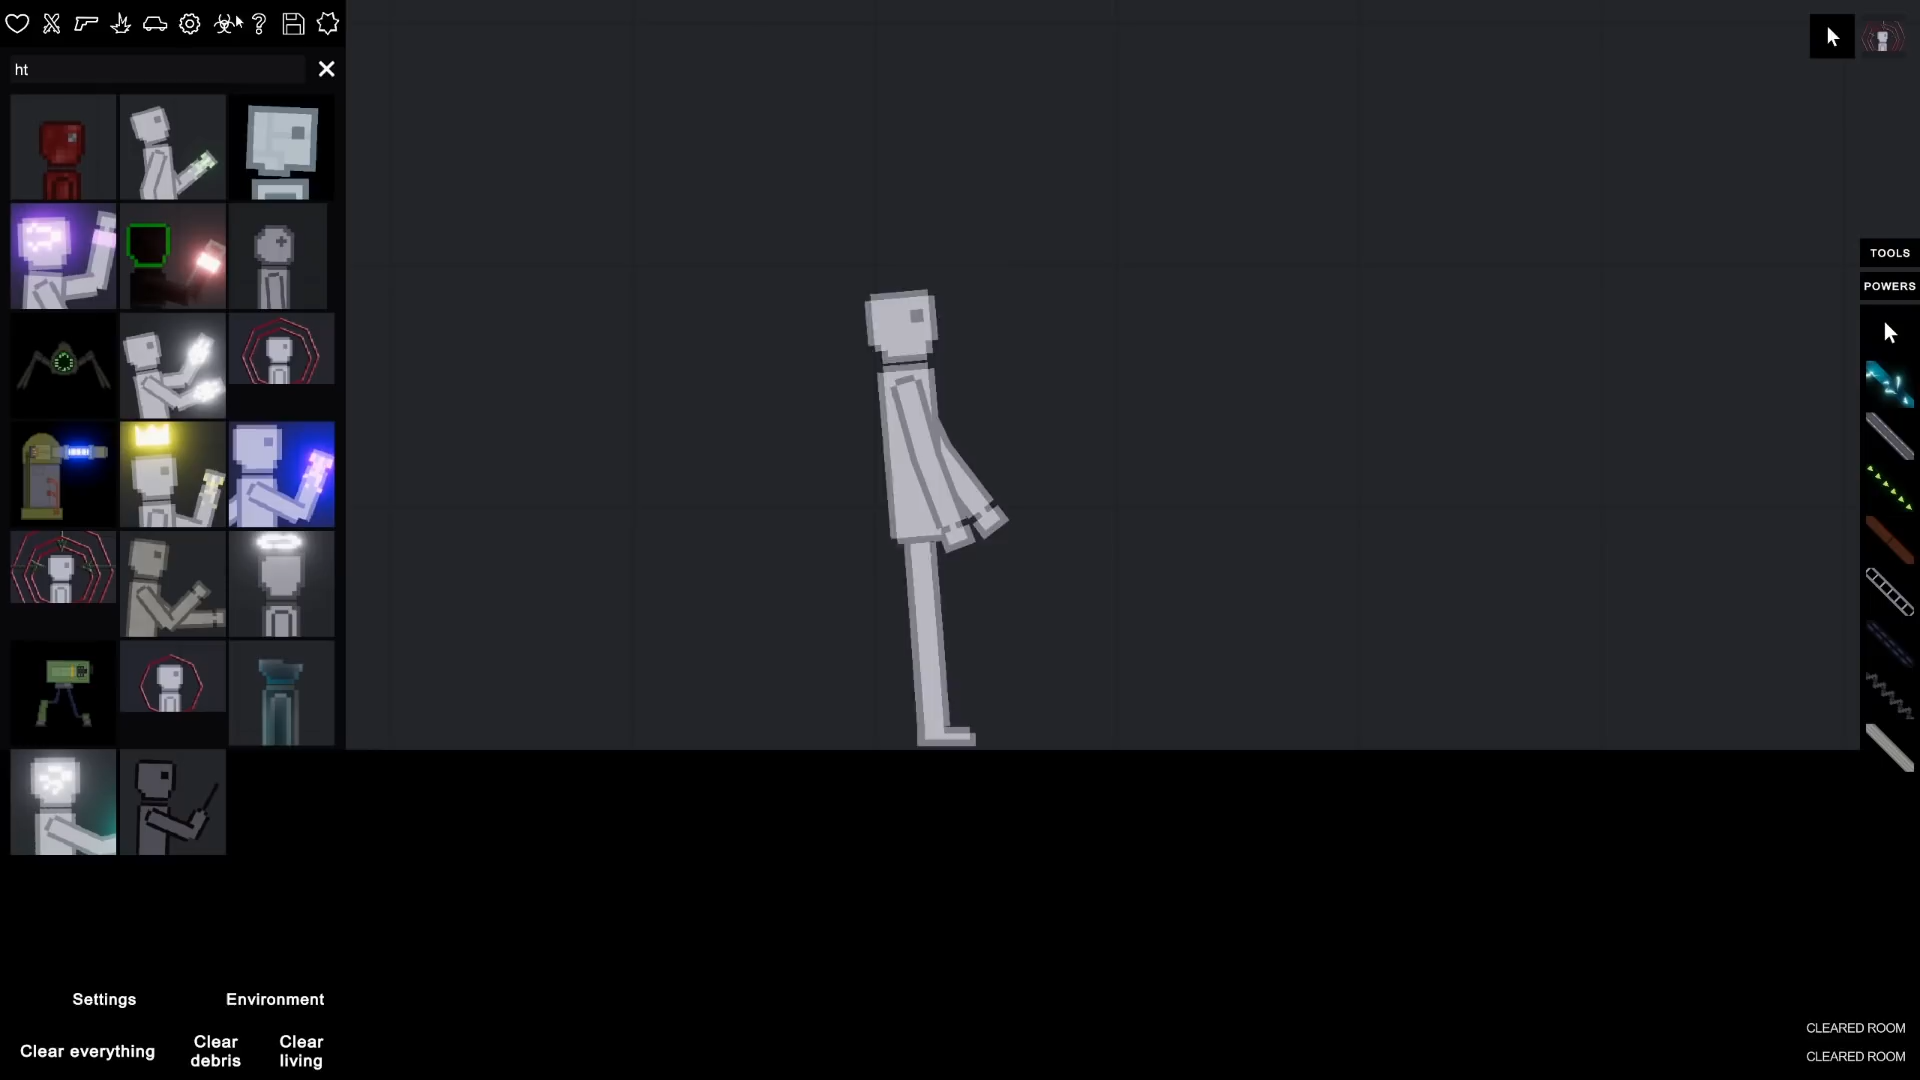 ht
TOOLS
POWERS
Settings
Environment
Clear everything
Clear
debris
Clear
living
CLEARED ROOM
CLEARED ROOM